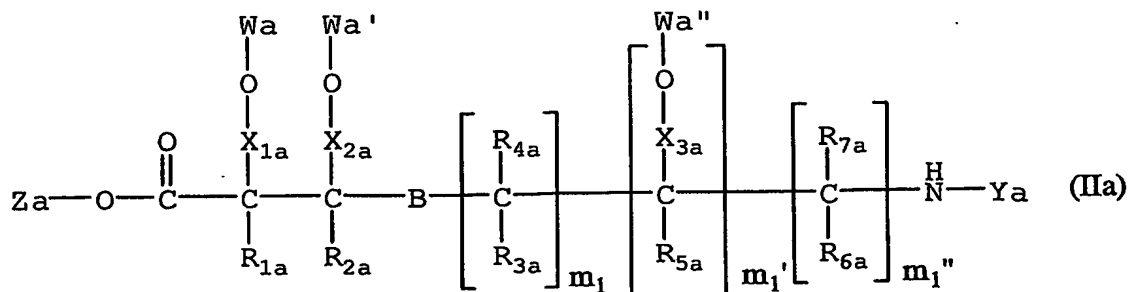 Wa Wa' Wa"
O O O
O X₁ₐ X₂ₐ R₄ₐ X₃ₐ R₇ₐ
Za—O—C—C—C—B—C—C—C—N—Ya (IIa)
H
R₁ₐ R₂ₐ R₃ₐ m₁ R₅ₐ m₁' R₆ₐ m₁"